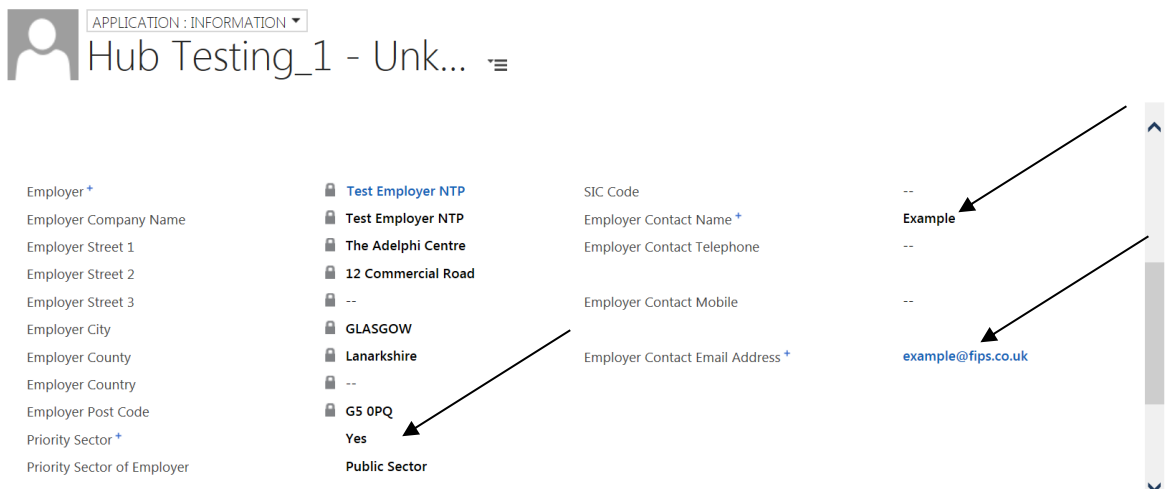 APPLICATION : INFORMATION
Hub Testing_1 - Unk...
Employer + Test Employer NTP SIC Code --
Employer Company Name Test Employer NTP Employer Contact Name + Example
Employer Street 1 The Adelphi Centre Employer Contact Telephone --
Employer Street 2 12 Commercial Road
Employer Street 3 -- Employer Contact Mobile --
Employer City GLASGOW
Employer County Lanarkshire Employer Contact Email Address + example@fips.co.uk
Employer Country --
Employer Post Code G5 0PQ
Priority Sector + Yes
Priority Sector of Employer Public Sector